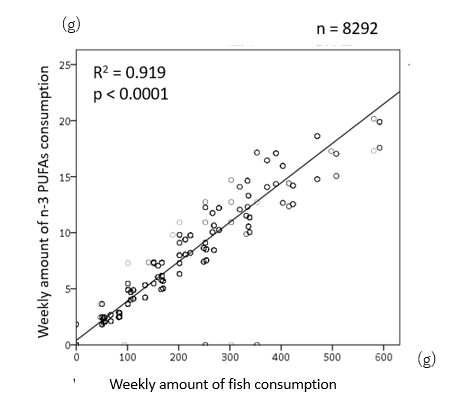 (g)
n = 8292
R² = 0.919
p < 0.0001
Weekly amount of n-3 PUFAs consumption
25
20
15
10
5
0
0 100 200 300 400 500 600
(g)
Weekly amount of fish consumption